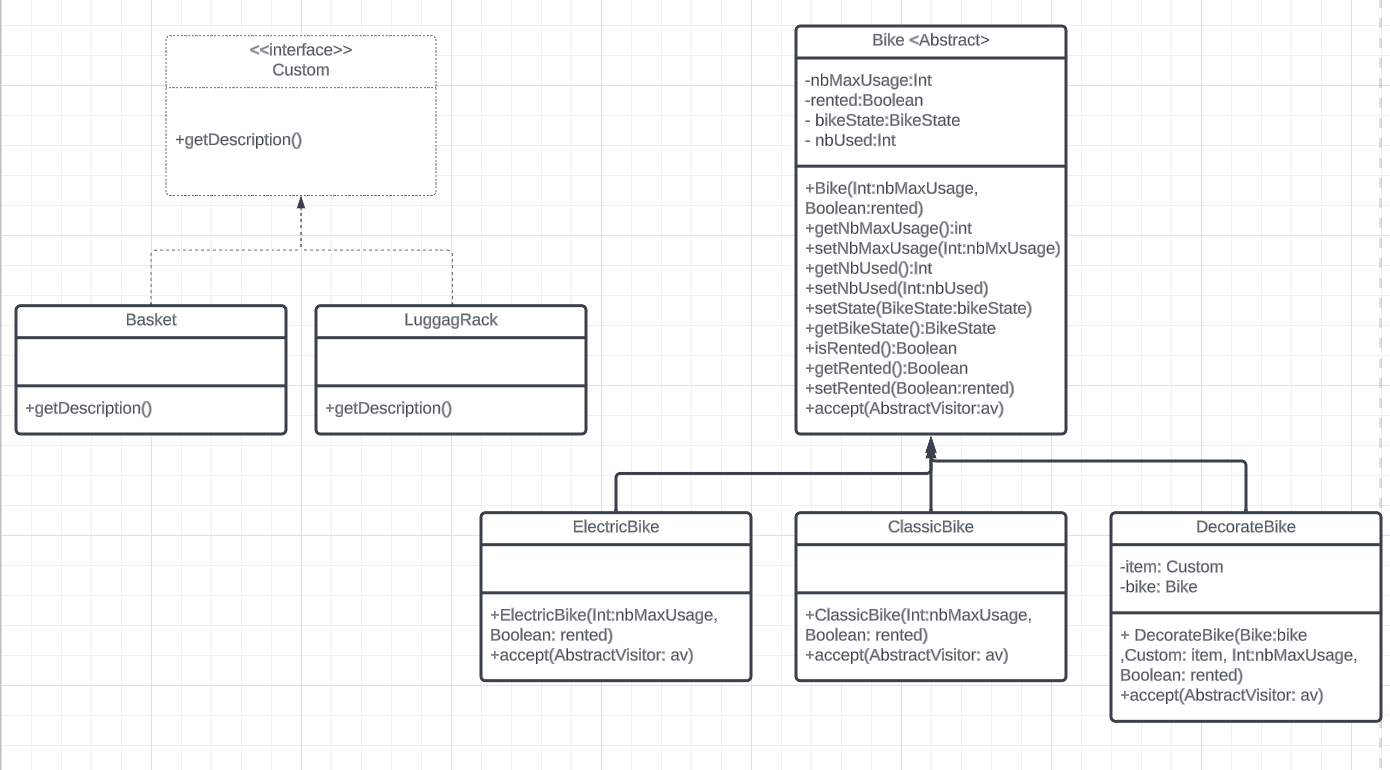 <<interface>>
Custom
+getDescription()
Basket
+getDescription()
LuggagRack
+getDescription()
Bike <Abstract>
-nbMaxUsage:Int
-rented:Boolean
- bikeState:BikeState
- nbUsed:Int
+Bike(Int:nbMaxUsage,
Boolean:rented)
+getNbMaxUsage():int
+setNbMaxUsage(Int:nbMxUsage)
+getNbUsed():Int
+setNbUsed(Int:nbUsed)
+setState(BikeState:bikeState)
+getBikeState():BikeState
+isRented():Boolean
+getRented():Boolean
+setRented(Boolean:rented)
+accept(AbstractVisitor:av)
ElectricBike
+ElectricBike(Int:nbMaxUsage,
Boolean: rented)
+accept(AbstractVisitor: av)
ClassicBike
+ClassicBike(Int:nbMaxUsage,
Boolean: rented)
+accept(AbstractVisitor: av)
DecorateBike
-item: Custom
-bike: Bike
+ DecorateBike(Bike:bike
,Custom: item, Int:nbMaxUsage,
Boolean: rented)
+accept(AbstractVisitor: av)